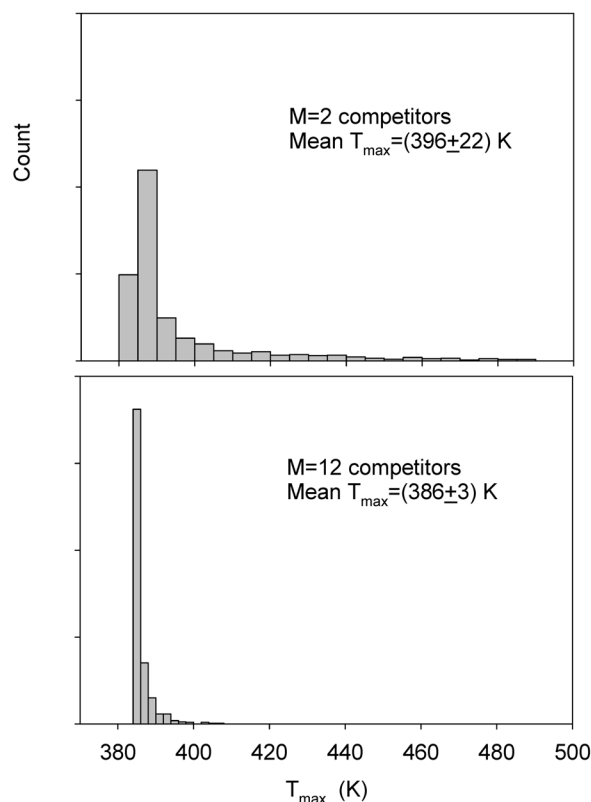 Count
M=2 competitors
Mean Tmax=(396±22) K
M=12 competitors
Mean Tmax=(386±3) K
380 400 420 440 460 480 500
Tmax (K)